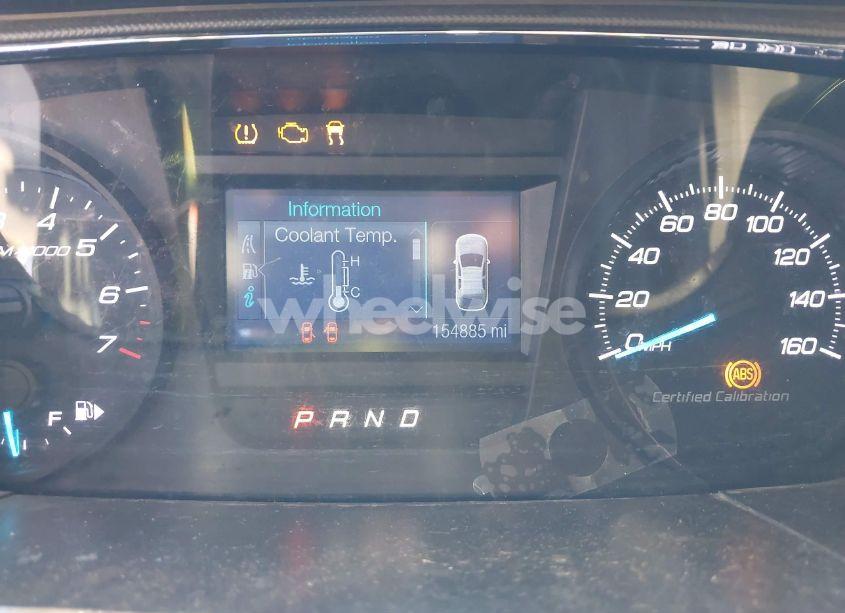 Information
Coolant Temp.
H
C
154885 mi
wheelwise
4
5
6
7
F
P R N D
0 MPH
20
40
60
80
100
120
140
160
ABS
Certified Calibration